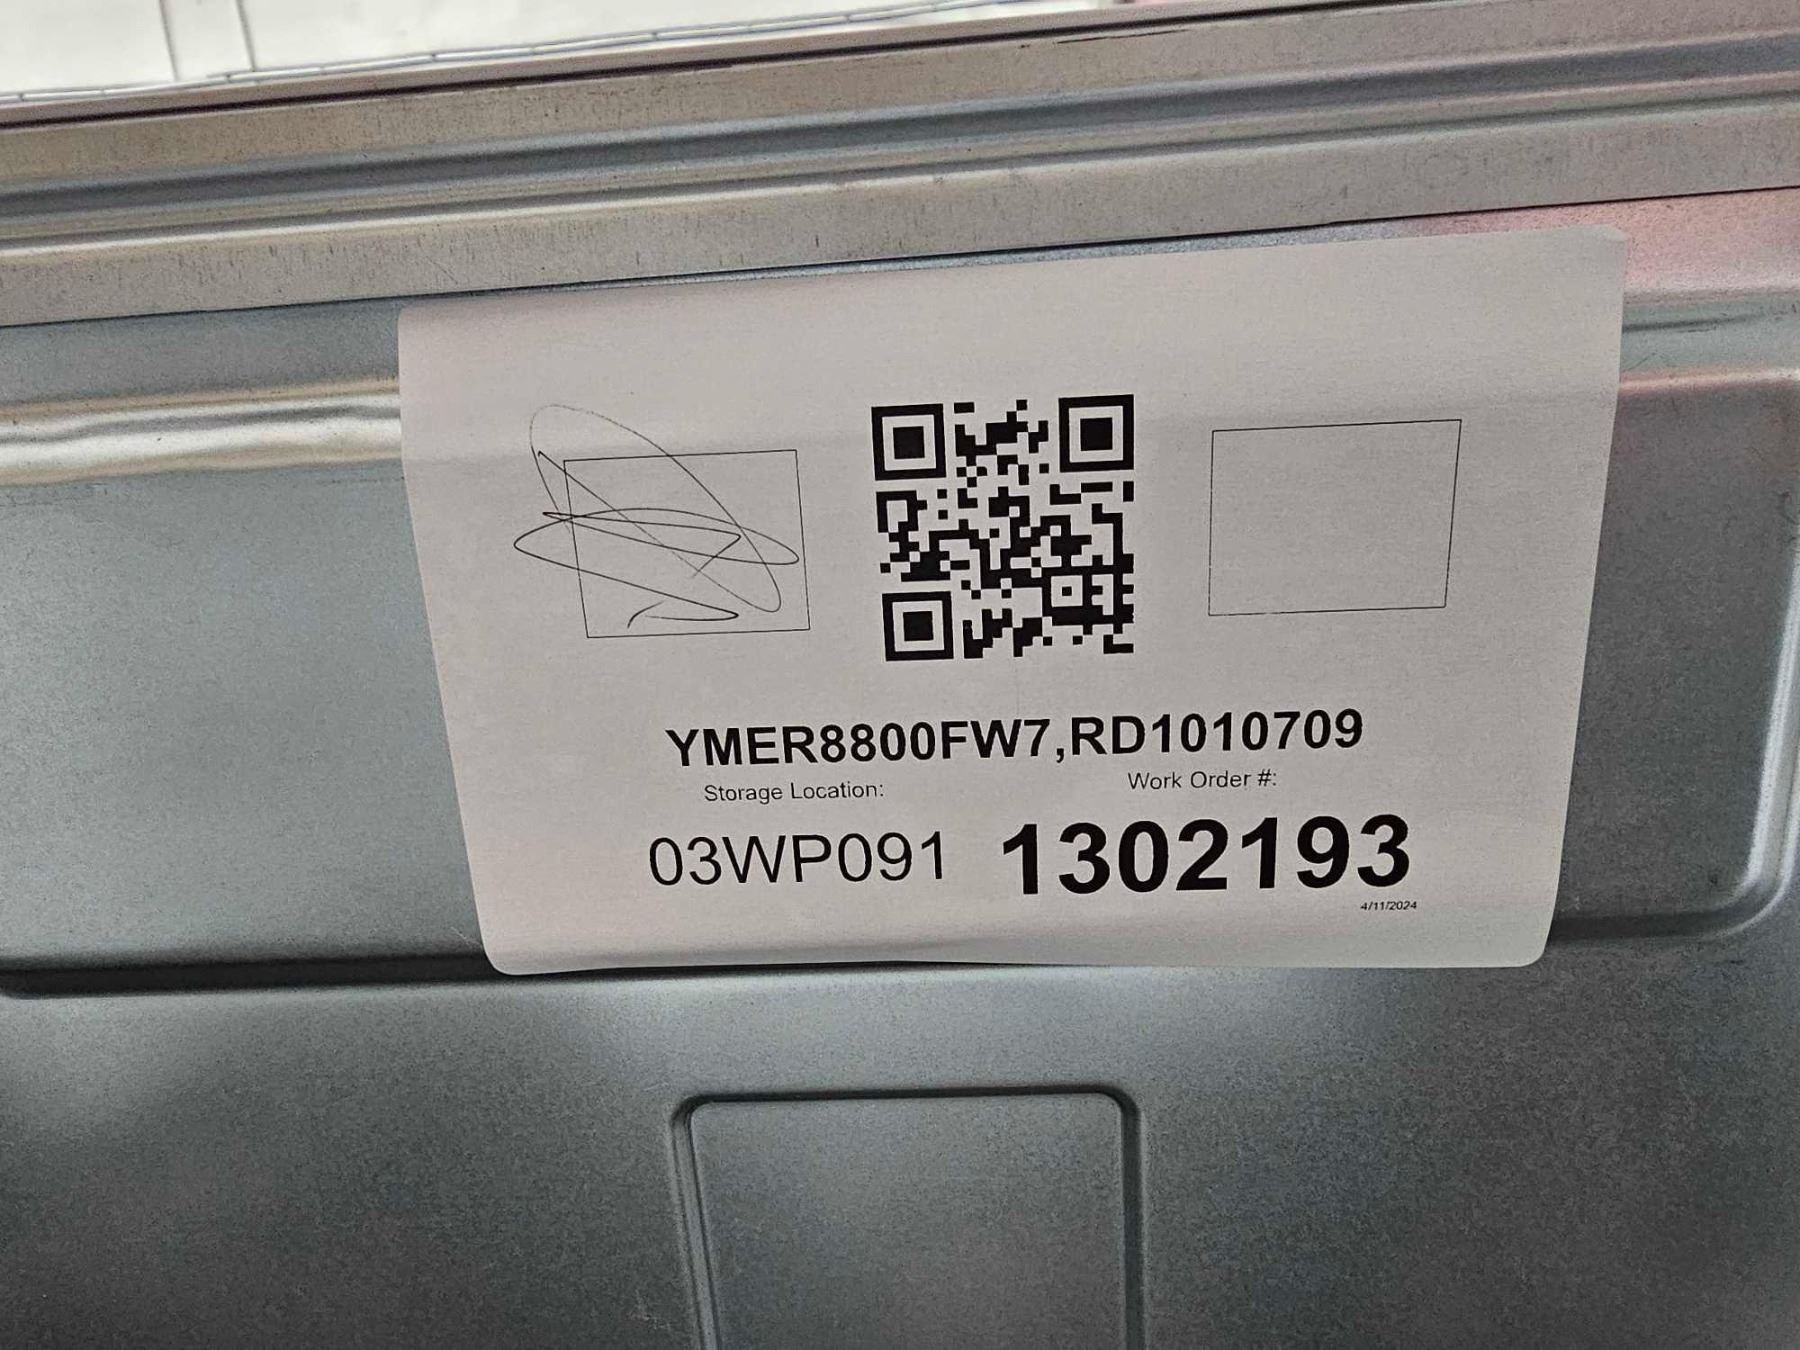 YMER8800FW7,RD1010709
Storage Location: Work Order #:
03WP091 1302193
4/11/2024